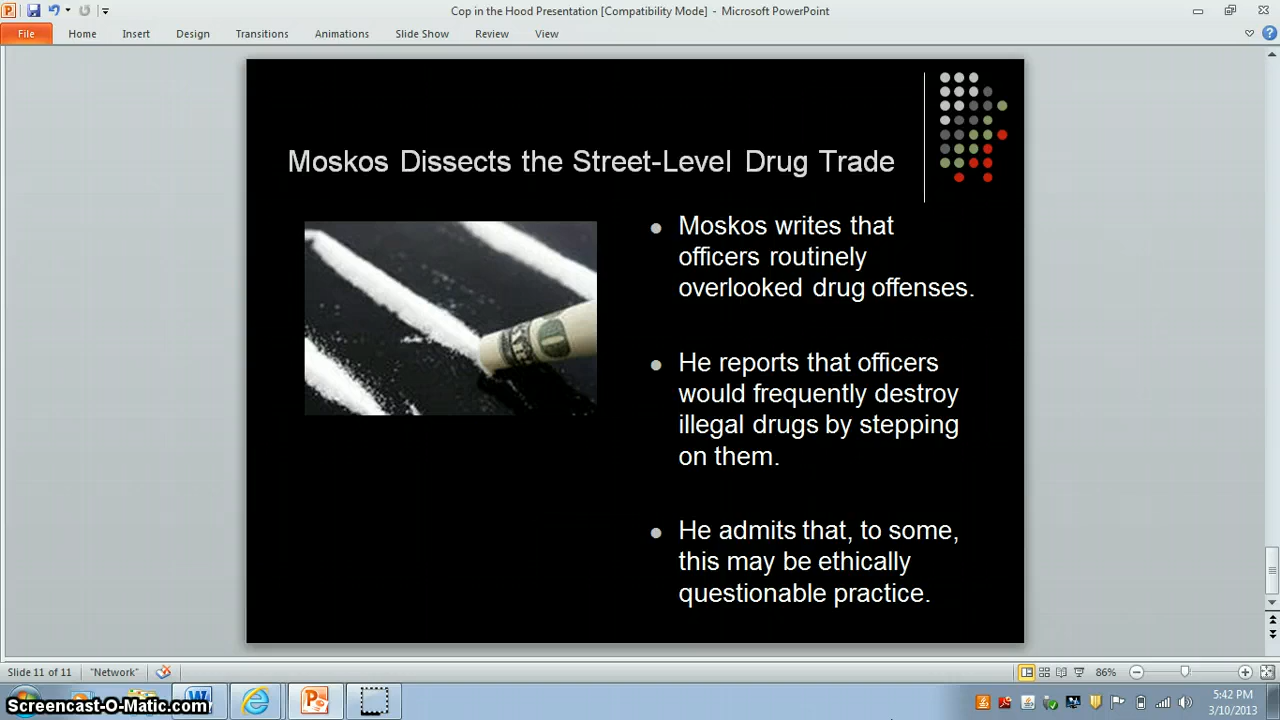 Cop in the Hood Presentation [Compatibility Mode] - Microsoft PowerPoint
File Home Insert Design Transitions Animations Slide Show Review View
Moskos Dissects the Street-Level Drug Trade
Moskos writes that
officers routinely
overlooked drug offenses.
He reports that officers
would frequently destroy
illegal drugs by stepping
on them.
He admits that, to some,
this may be ethically
questionable practice.
Slide 11 of 11 "Network" 86%
Screencast-O-Matic.com
5:42 PM
3/10/2013